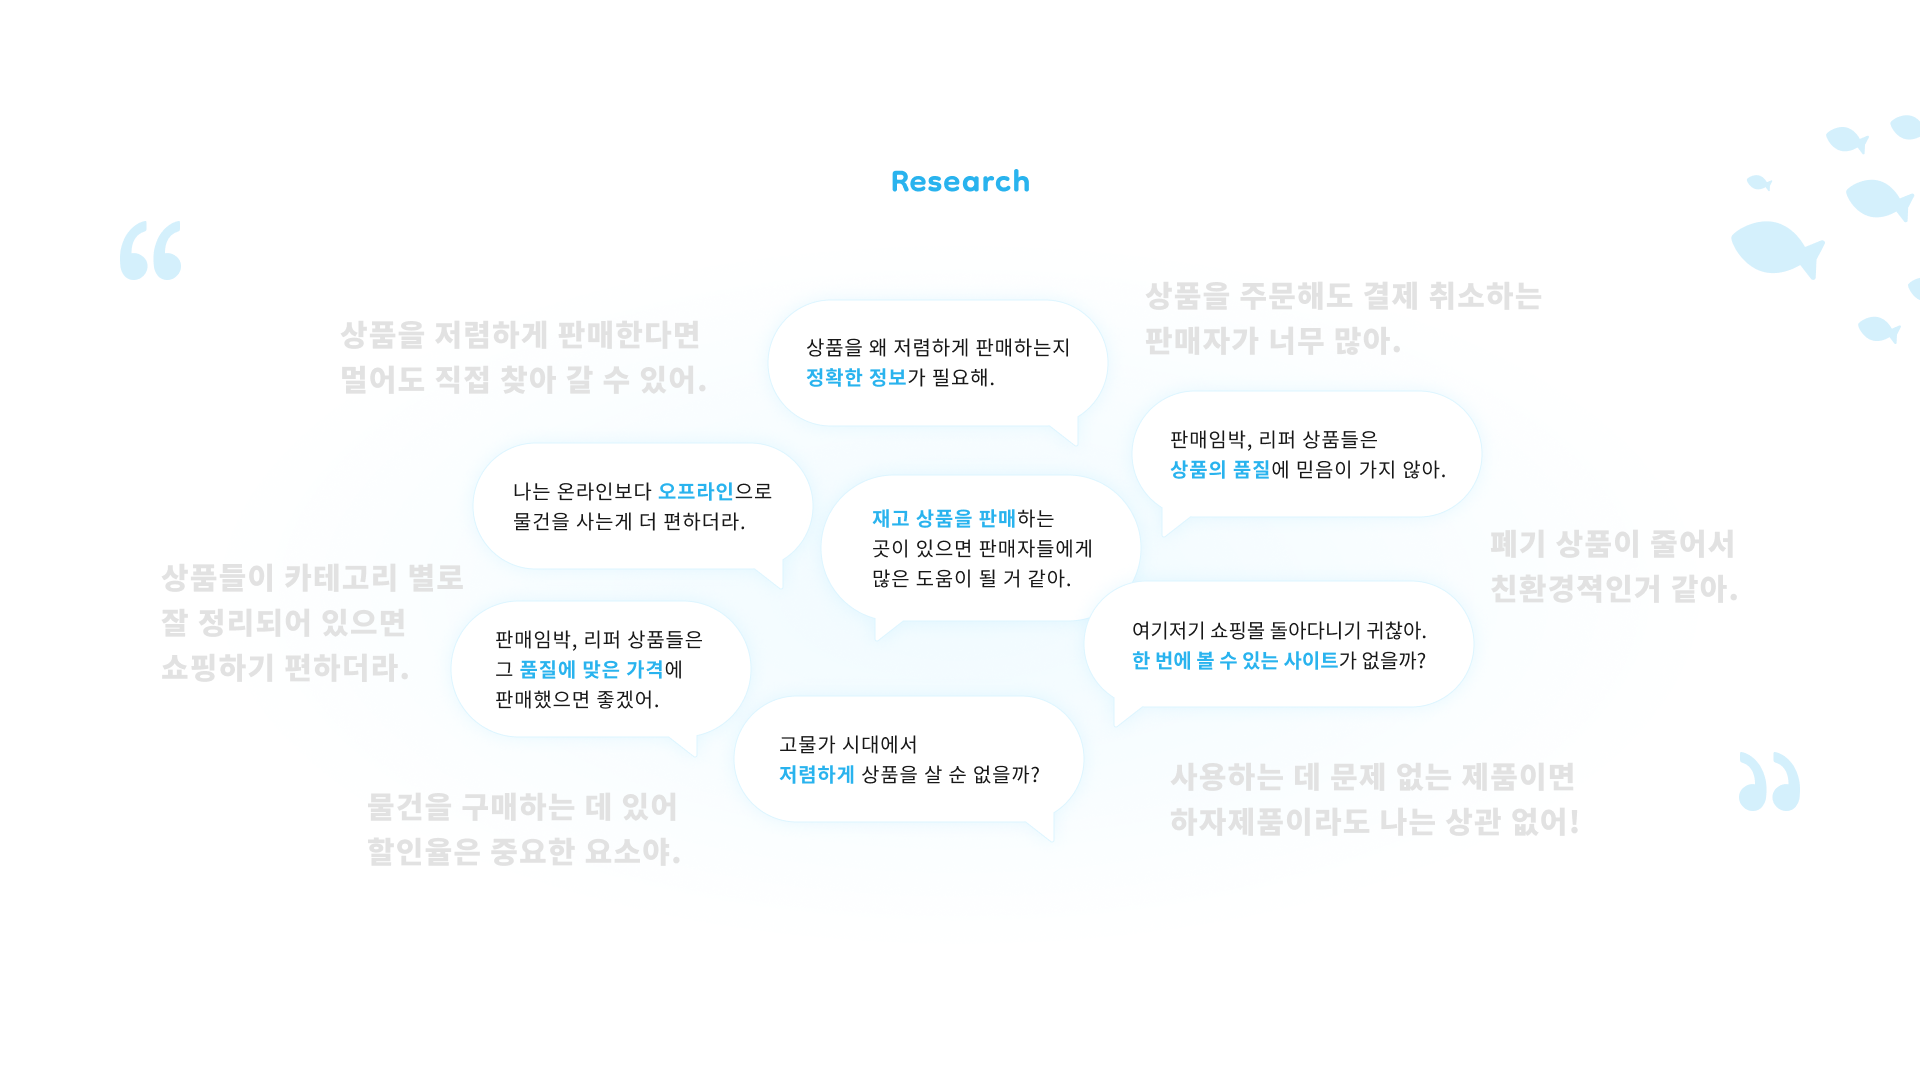 Research
“
상품을 저렴하게 판매한다면
멀어도 직접 찾아 갈 수 있어.
상품을 왜 저렴하게 판매하는지
정확한 정보가 필요해.
상품을 주문해도 결제 취소하는
판매자가 너무 많아.
판매임박, 리퍼 상품들은
상품의 품질에 믿음이 가지 않아.
나는 온라인보다 오프라인으로
물건을 사는게 더 편하더라.
재고 상품을 판매하는
곳이 있으면 판매자들에게
많은 도움이 될 거 같아.
폐기 상품이 줄어서
친환경젹인거 같아.
상품들이 카테고리 별로
잘 정리되어 있으면
쇼핑하기 편하더라.
판매임박, 리퍼 상품들은
그 품질에 맞은 가격에
판매했으면 좋겠어.
여기저기 쇼핑몰 돌아다니기 귀찮아.
한 번에 볼 수 있는 사이트가 없을까?
고물가 시대에서
저렴하게 상품을 살 순 없을까?
물건을 구매하는 데 있어
할인율은 중요한 요소야.
사용하는 데 문제 없는 제품이면
하자제품이라도 나는 상관 없어!
”